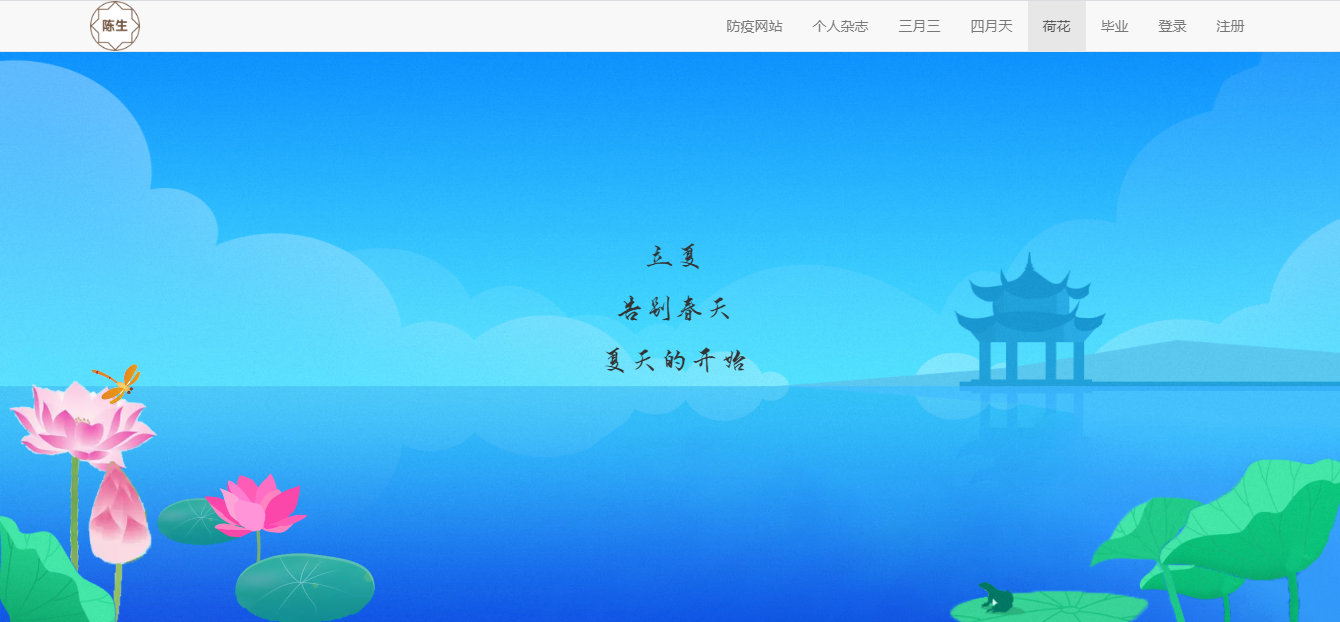 陈生
防疫网站 个人杂志 三月三 四月天 荷花 毕业 登录 注册
立夏
告别春天
夏天的开始